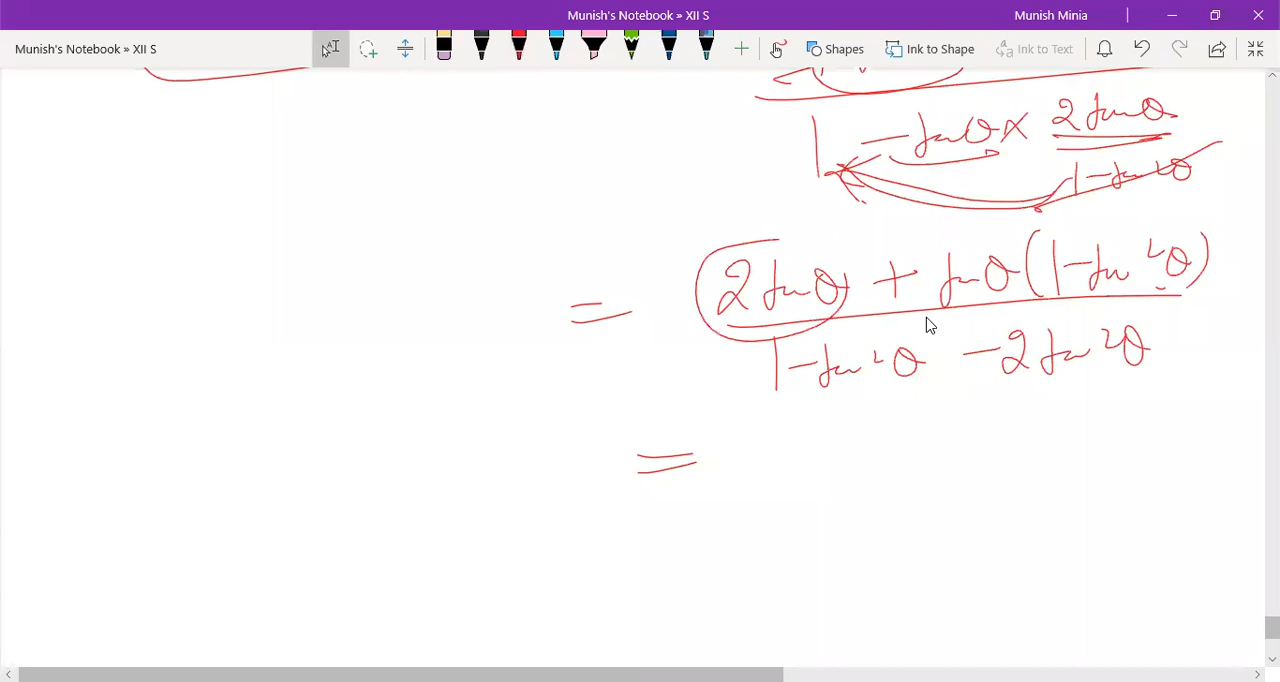 Munish's Notebook » XII S
Munish Minia
Munish's Notebook » XII S
Shapes
Ink to Shape
Ink to Text
1 - tanθ × 2tanθ
1-tan²θ
= 2tanθ + tanθ(1-tan²θ)
1-tan²θ -2tan²θ
=